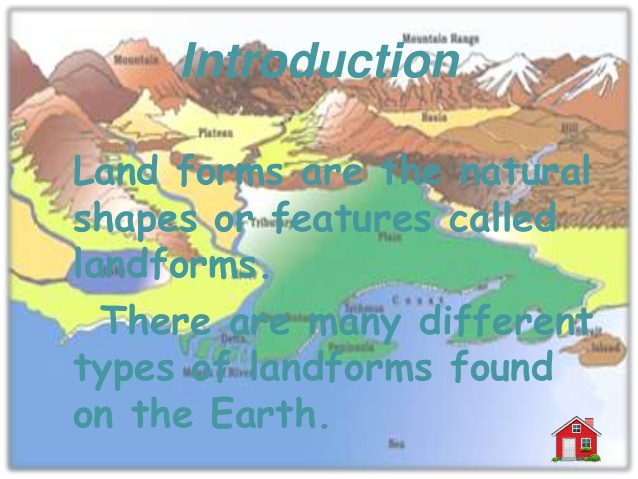 Mountain Range
Introduction
Mountain
Basin
Hill
Plateau
Land forms are the natural
shapes or features called
landforms.
Tributary
Plain
There are many different
types of landforms found
on the Earth.
Coast
Isthmus
Delta
Peninsula
Island
Sea